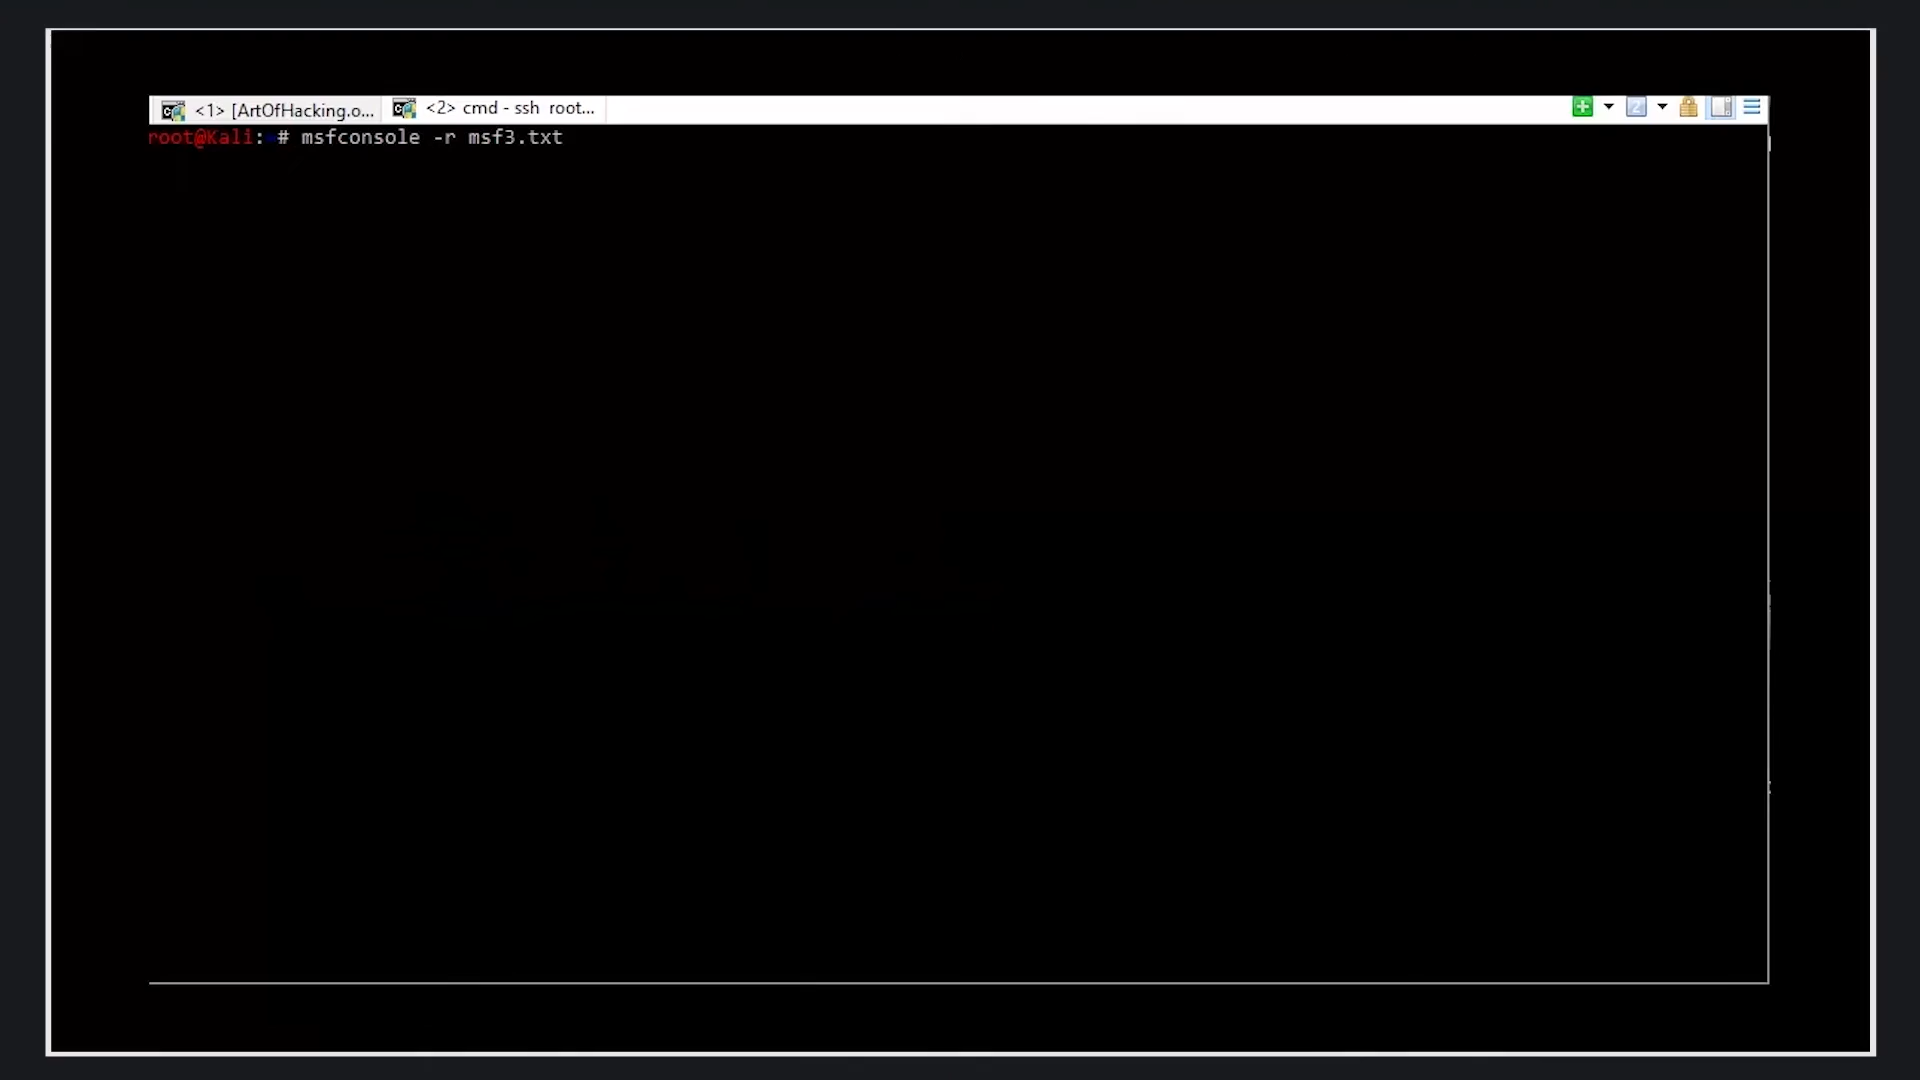 <1> [ArtOfHacking.o... <2> cmd - ssh root...
root@Kali:~# msfconsole -r msf3.txt